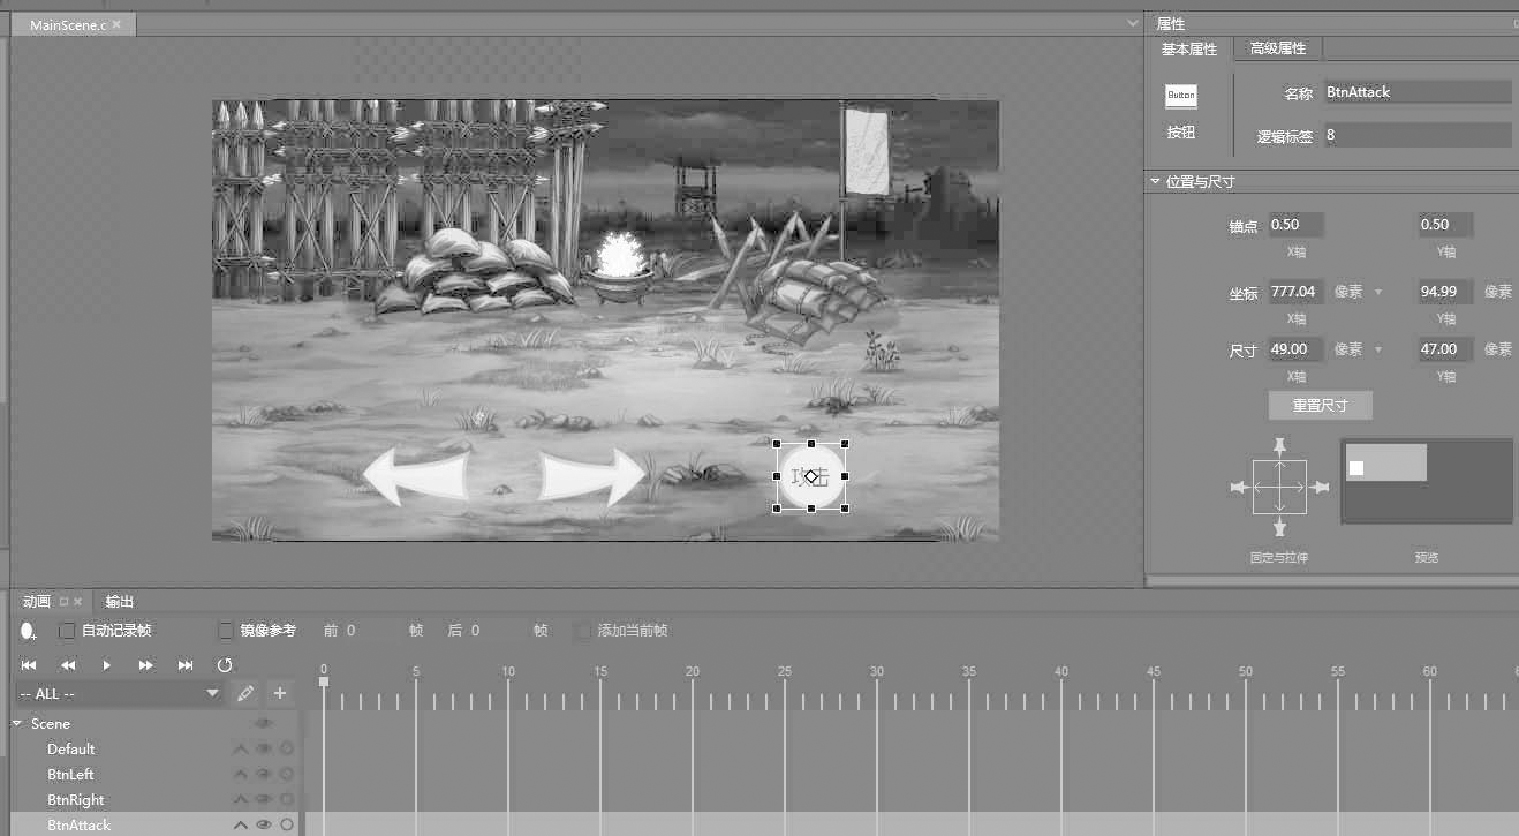 MainScene.c
属性
基本属性 高级属性
Button 名称 BtnAttack
按钮 逻辑标签 8
位置与尺寸
锚点 0.50 0.50
X轴 Y轴
坐标 777.04 像素 94.99 像素
X轴 Y轴
尺寸 49.00 像素 47.00 像素
X轴 Y轴
重置尺寸
攻击
固定与拉伸 预览
动画 输出
自动记录帧 镜像参考 前 0 帧 后 0 帧 添加当前帧
0 5 10 15 20 25 30 35 40 45 50 55 60
-- ALL --
Scene
Default
BtnLeft
BtnRight
BtnAttack